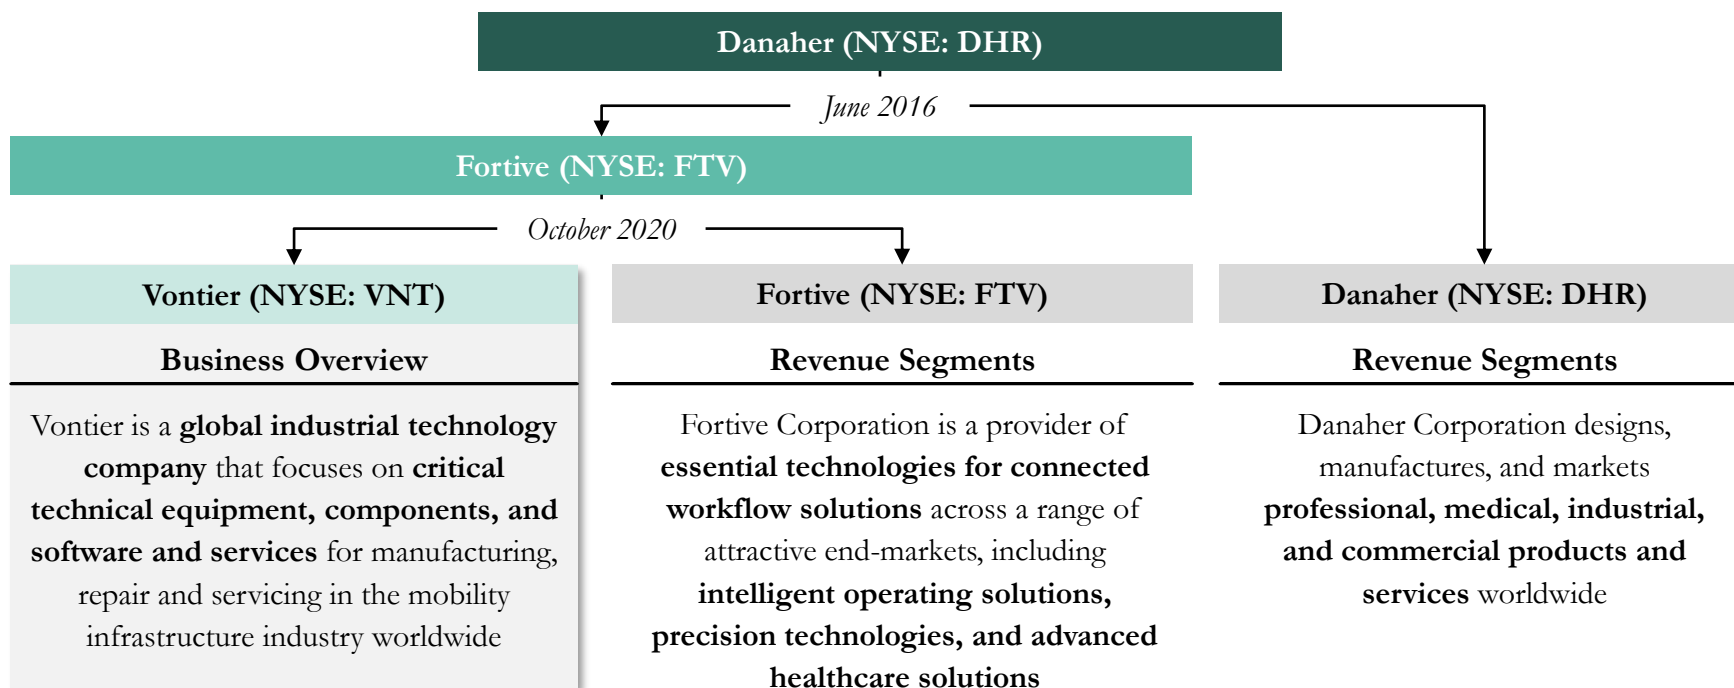 Danaher (NYSE: DHR)
June 2016
Fortive (NYSE: FTV)
October 2020
Vontier (NYSE: VNT)
Business Overview
Vontier is a global industrial technology
company that focuses on critical
technical equipment, components, and
software and services for manufacturing,
repair and servicing in the mobility
infrastructure industry worldwide
Fortive (NYSE: FTV)
Revenue Segments
Fortive Corporation is a provider of
essential technologies for connected
workflow solutions across a range of
attractive end-markets, including
intelligent operating solutions,
precision technologies, and advanced
healthcare solutions
Danaher (NYSE: DHR)
Revenue Segments
Danaher Corporation designs,
manufactures, and markets
professional, medical, industrial,
and commercial products and
services worldwide